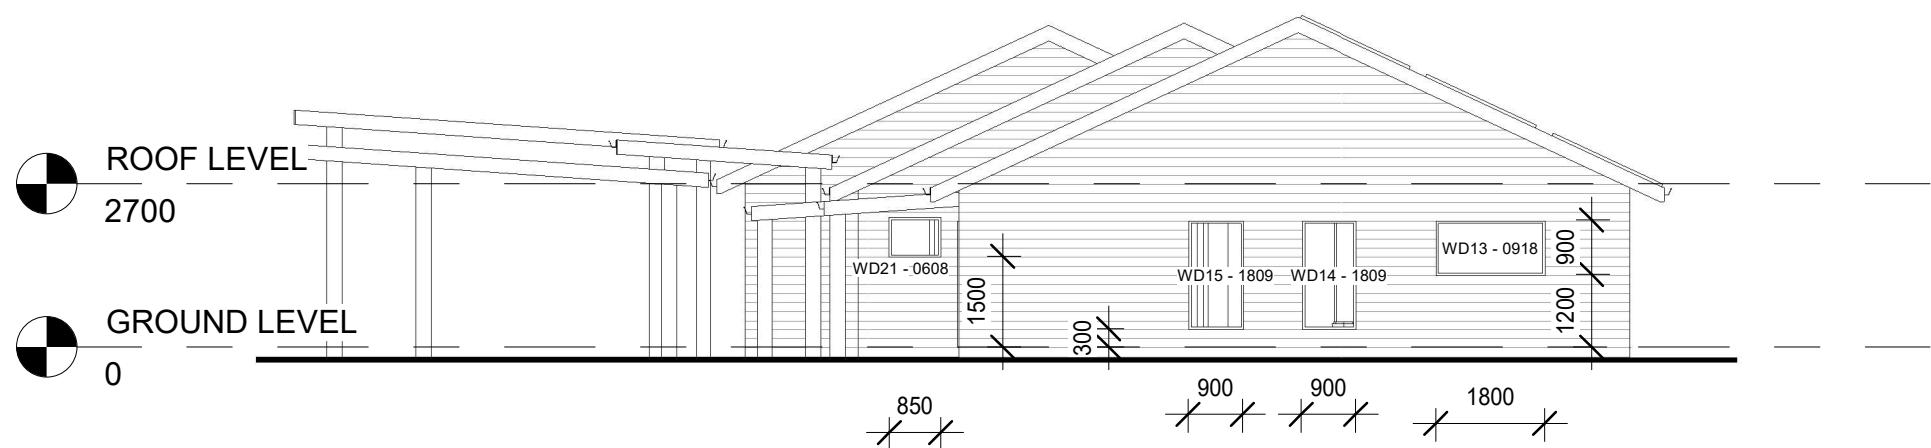 ROOF LEVEL
2700
WD21 - 0608
WD15 - 1809
WD14 - 1809
WD13 - 0918
900
1200
1500
300
GROUND LEVEL
0
850
900
900
1800